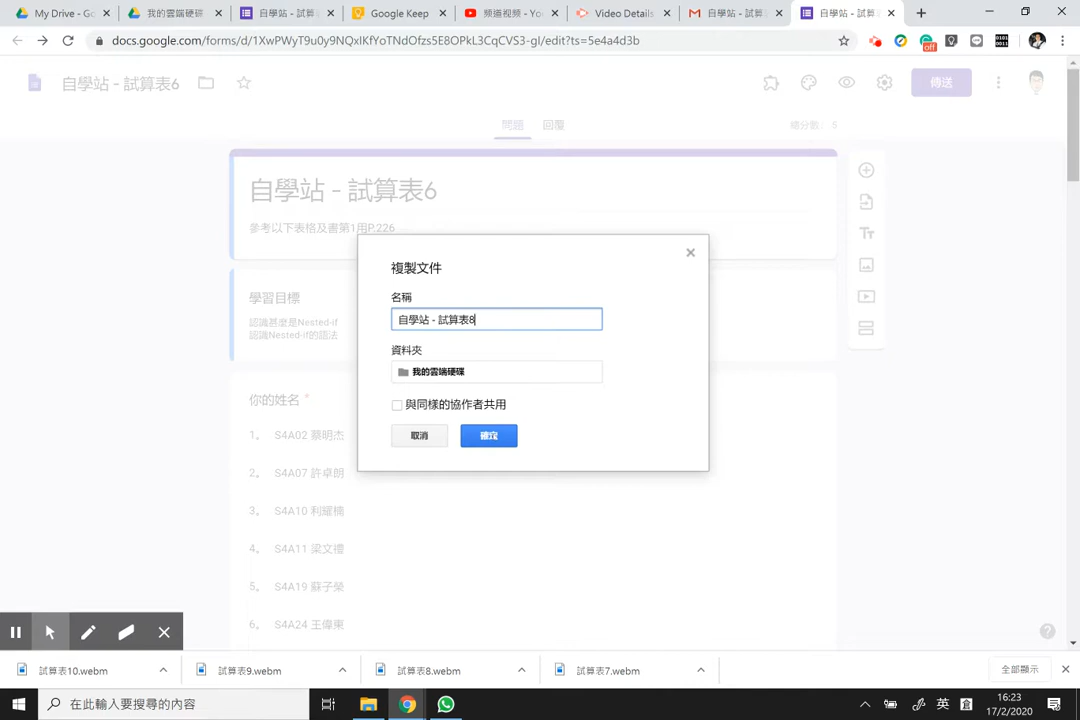 My Drive - Go
我的雲端硬碟
自學站 - 試算
Google Keep
频道视频 - You
Video Details
自學站 - 試算
自學站 - 試算
docs.google.com/forms/d/1XwPWyT9u0y9NQxIKfYoTNdOfzs5E8OPkL3CqCVS3-gI/edit?ts=5e4a4d3b
off
自學站 - 試算表6
傳送
問題
回覆
總分數： 5
自學站 - 試算表6
參考以下表格及書第1用P.226
複製文件
名稱
自學站 - 試算表8
資料夾
我的雲端硬碟
與同樣的協作者共用
取消
確定
學習目標
認識甚麼是Nested-if
認識Nested-if的語法
你的姓名 *
1。 S4A02 蔡明杰
2。 S4A07 許卓朗
3。 S4A10 利耀楠
4。 S4A11 梁文禮
5。 S4A19 蘇子榮
6。 S4A24 王偉東
試算表10.webm
試算表9.webm
試算表8.webm
試算表7.webm
全部顯示
在此輸入要搜尋的內容
英
16:23
17/2/2020